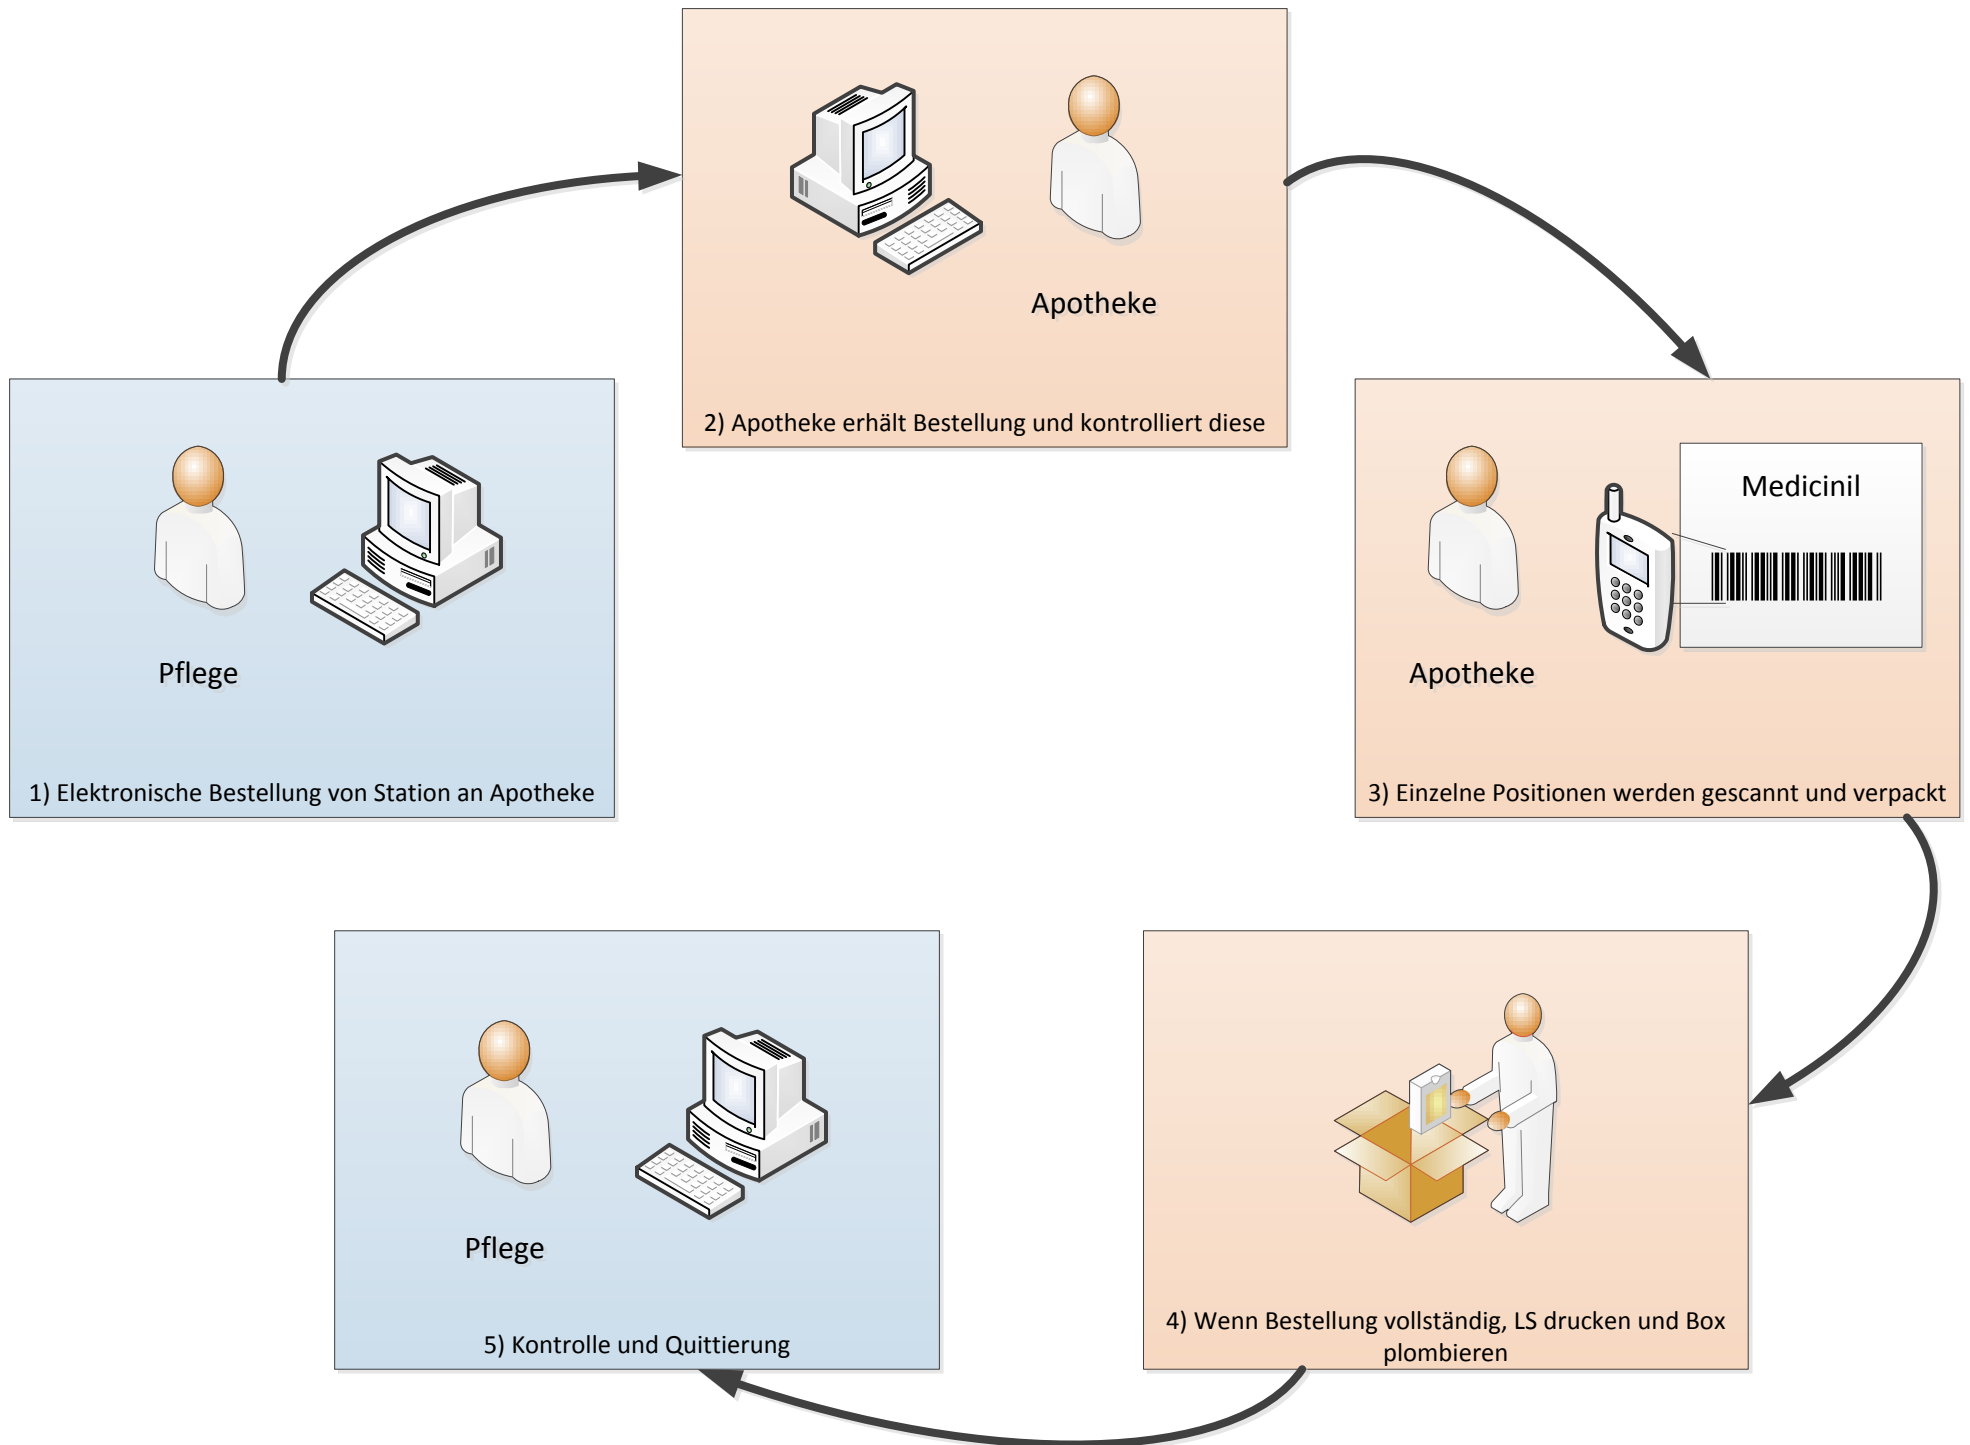 Pflege
1) Elektronische Bestellung von Station an Apotheke
Apotheke
2) Apotheke erhält Bestellung und kontrolliert diese
Medicinil
Apotheke
3) Einzelne Positionen werden gescannt und verpackt
4) Wenn Bestellung vollständig, LS drucken und Box
plombieren
Pflege
5) Kontrolle und Quittierung